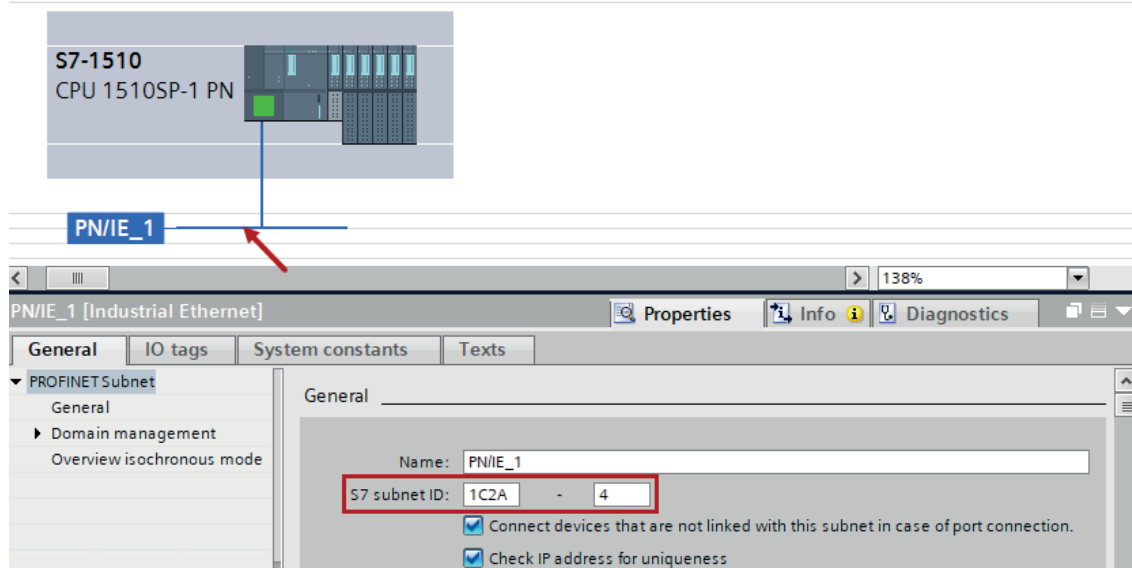 S7-1510
CPU 1510SP-1 PN
PN/IE_1
138%
PN/IE_1 [Industrial Ethernet]
Properties
Info
Diagnostics
General
IO tags
System constants
Texts
PROFINET Subnet
General
Domain management
Overview isochronous mode
General
Name: PN/IE_1
S7 subnet ID: 1C2A - 4
Connect devices that are not linked with this subnet in case of port connection.
Check IP address for uniqueness